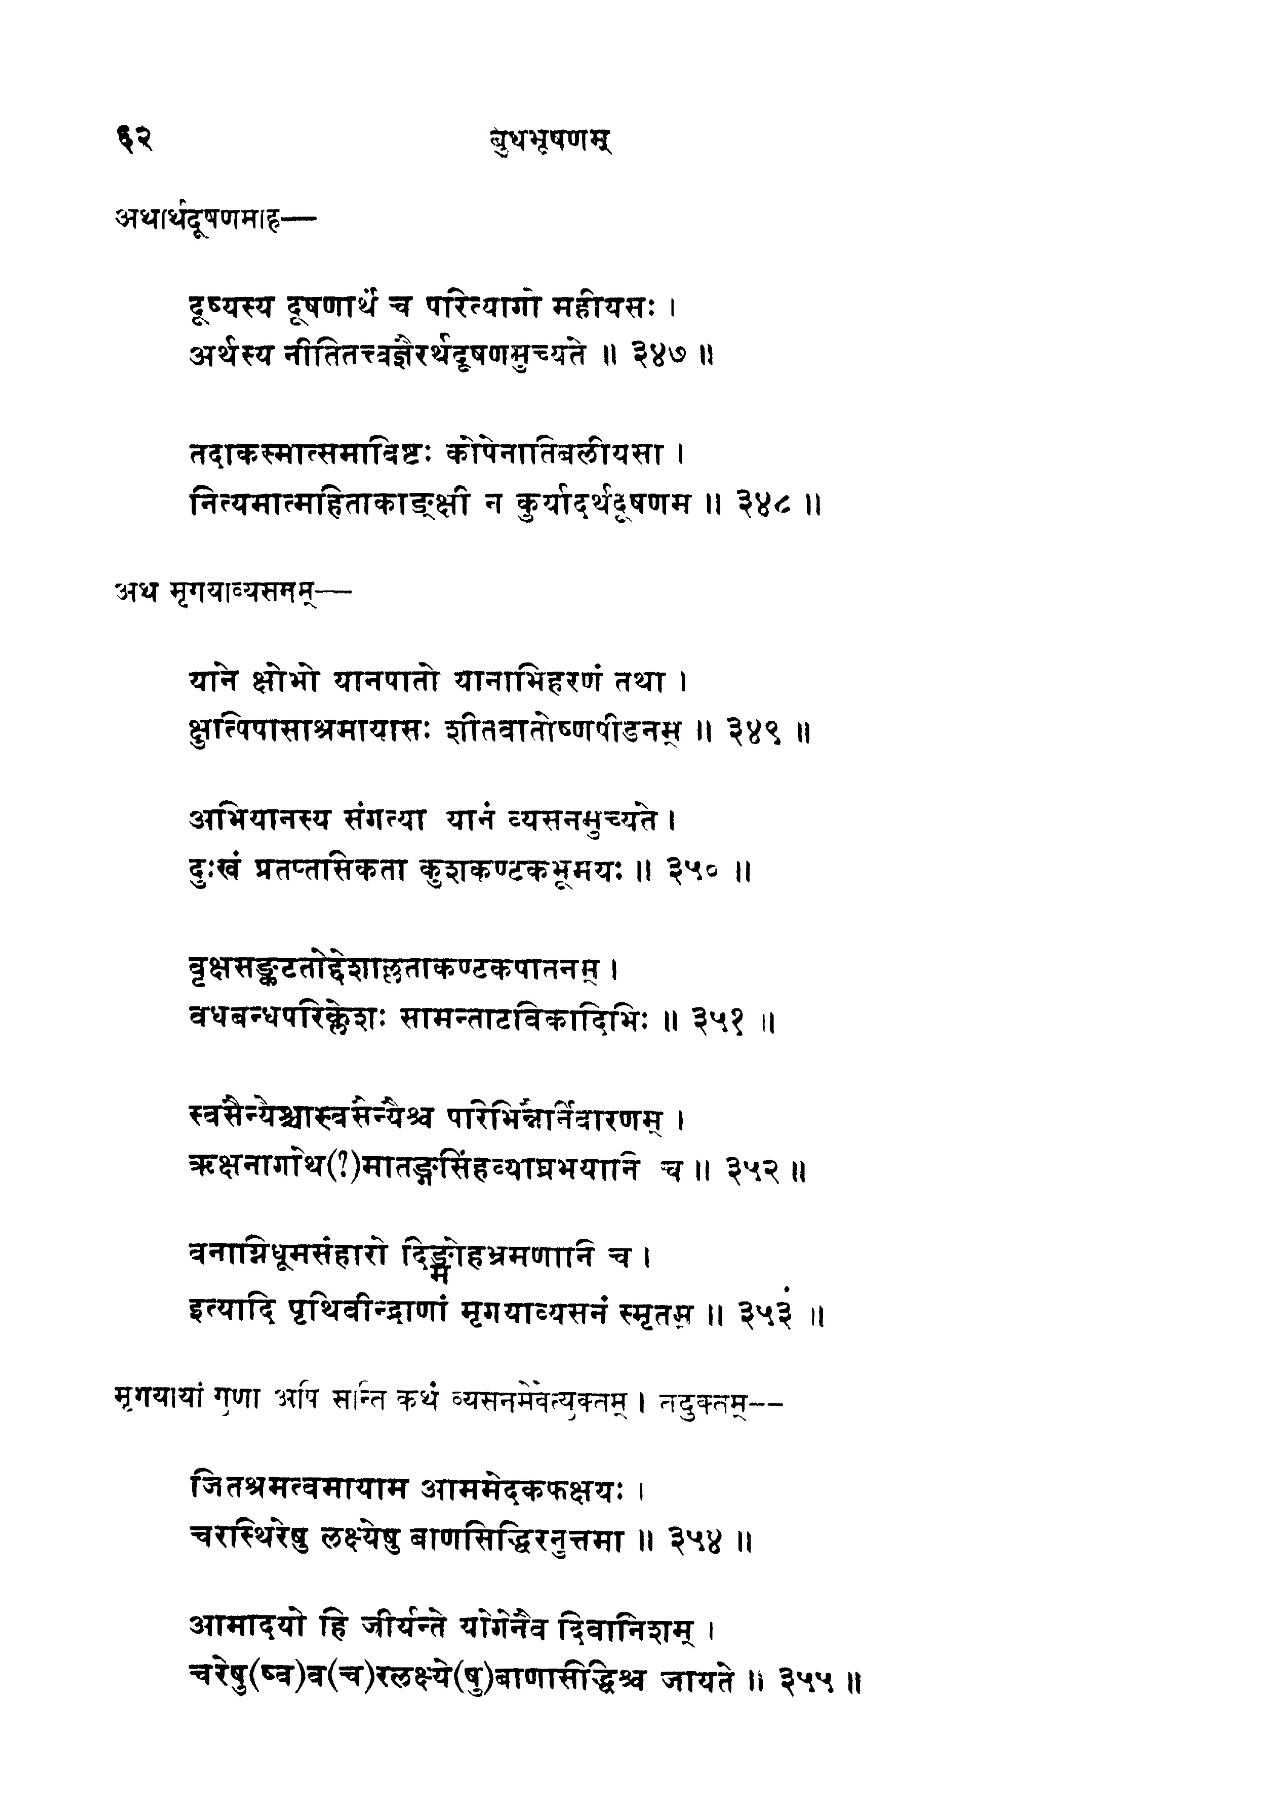 ६२ बुधभूषणम्
अथार्थदूषणमाह—
दूष्यस्य दूषणार्थं च परित्यागो महीयसः ।
अर्थस्य नीतितत्त्वज्ञैरर्थदूषणमुच्यते ॥ ३४७ ॥
तदाकस्मात्समाविष्टः कोपेनातिबलीयसा ।
नित्यमात्महिताकाङ्क्षी न कुर्यादर्थदूषणम ॥ ३४८ ॥
अथ मृगयाव्यसनम्—
याने क्षोभो यानपातो यानाभिहरणं तथा ।
क्षुत्पिपासाश्रमायासः शीतवातोष्णपीडनम् ॥ ३४९ ॥
अभियानस्य संगत्या यानं व्यसनमुच्यते ।
दुःखं प्रतप्तासिकता कुशकण्टकभूमयः ॥ ३५० ॥
वृक्षसङ्कटतोद्देशाल्लताकण्टकपातनम् ।
वधबन्धपरिक्लेशः सामन्ताटविकादिभिः ॥ ३५१ ॥
स्वसैन्येश्चास्वसैन्यैश्च परिभिन्नार्तिदारणम् ।
ऋक्षनागाथ(?)मातङ्गसिंहव्याघ्रभयानि च ॥ ३५२ ॥
वनाग्निधूमसंहारो दिङ्मोहभ्रमणानि च ।
इत्यादि पृथिवीन्द्राणां मृगयाव्यसनं स्मृतम् ॥ ३५३ ॥
मृगयायां गुणा अपि सन्ति कथं व्यसनमेवेत्युक्तम् । तदुक्तम्--
जितश्रमत्वमायाम आममेदकफक्षयः ।
चरस्थिरेषु लक्ष्येषु बाणसिद्धिरनुत्तमा ॥ ३५४ ॥
आमादयो हि जीर्यन्ते योगेनैव दिवानिशम् ।
चरेषु(ष्व)व(च)रलक्ष्ये(षु)बाणासीद्धिश्च जायते ॥ ३५५ ॥